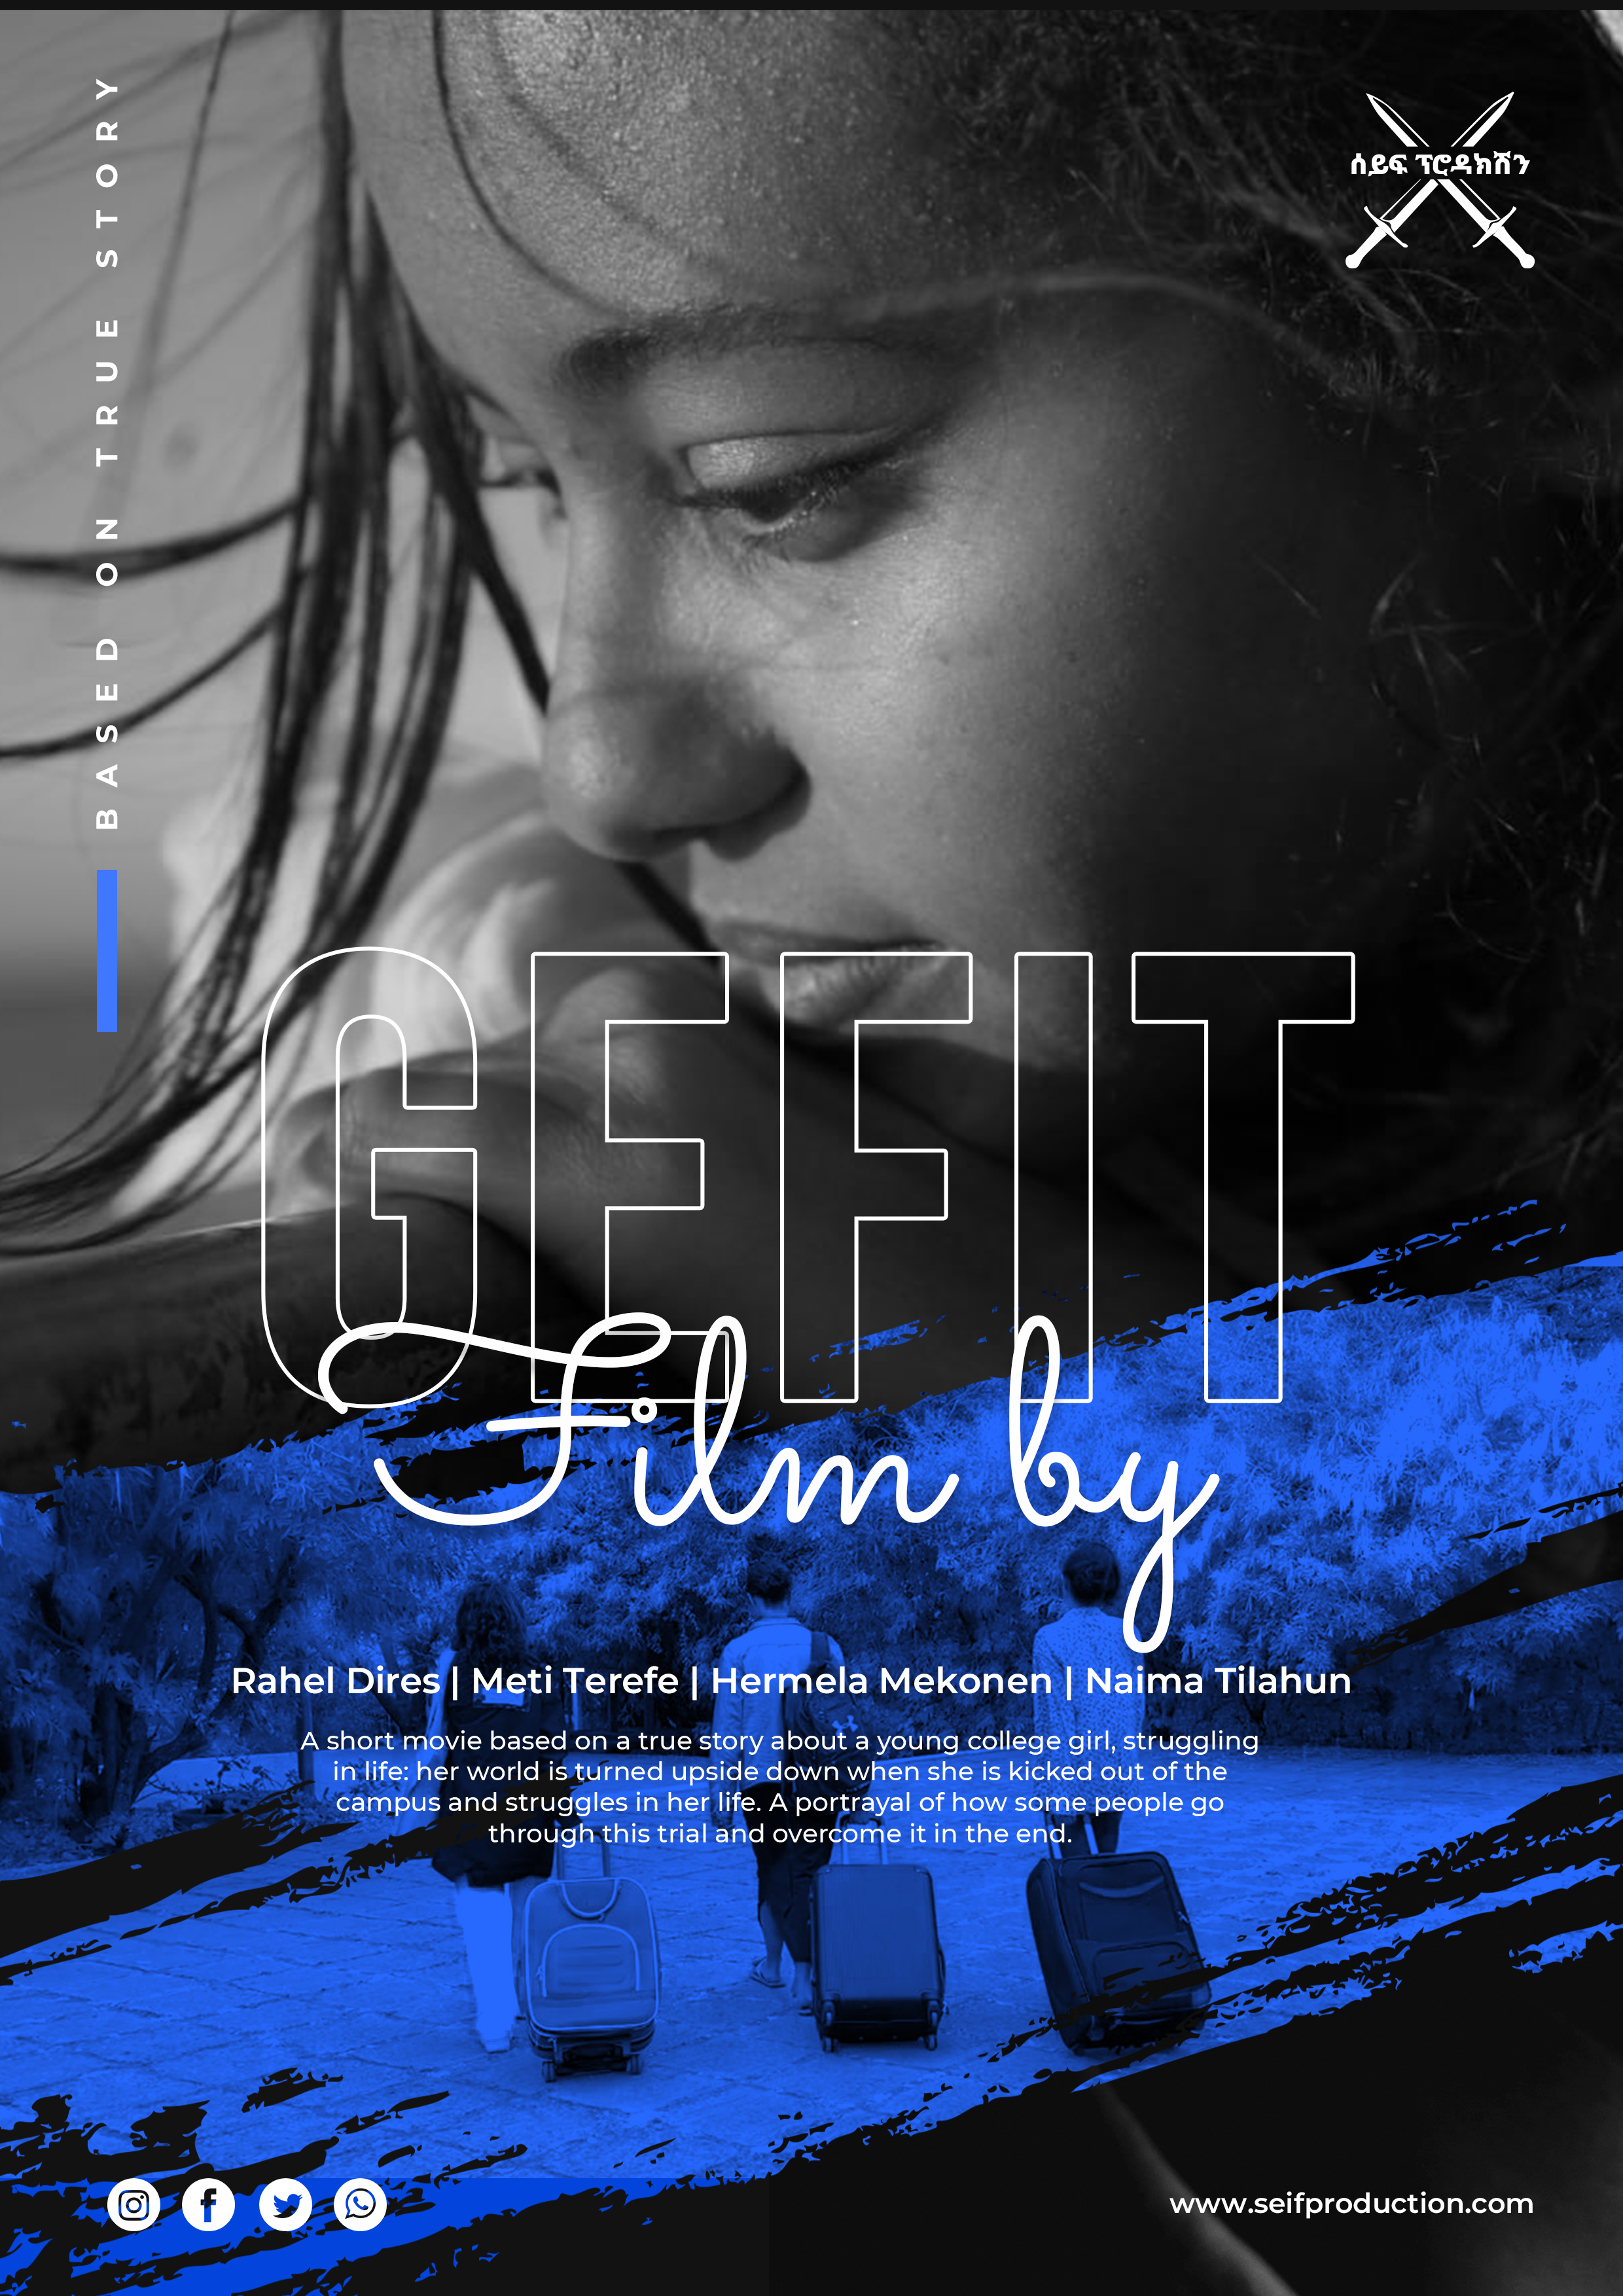 BASED ON TRUE STORY
ሰይፍ ፕሮዳክሽን
GEFIT
Film by
Rahel Dires | Meti Terefe | Hermela Mekonen | Naima Tilahun
A short movie based on a true story about a young college girl, struggling
in life: her world is turned upside down when she is kicked out of the
campus and struggles in her life. A portrayal of how some people go
through this trial and overcome it in the end.
www.seifproduction.com